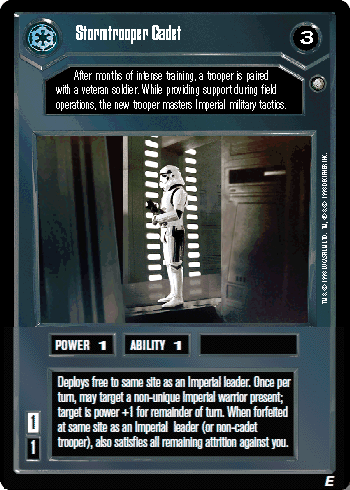 Stormtrooper Cadet
3
After months of intense training, a trooper is paired
with a veteran soldier. While providing support during field
operations, the new trooper masters Imperial military tactics.
POWER 1
ABILITY 1
Deploys free to same site as an Imperial leader. Once per
turn, may target a non-unique Imperial warrior present;
target is power +1 for remainder of turn. When forfeited
at same site as an Imperial leader (or non-cadet
trooper), also satisfies all remaining attrition against you.
1
1
E